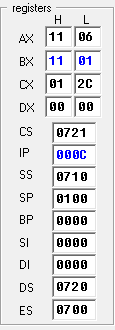 registers
H L
AX 11 06
BX 11 01
CX 01 2C
DX 00 00
CS 0721
IP 000C
SS 0710
SP 0100
BP 0000
SI 0000
DI 0000
DS 0720
ES 0700